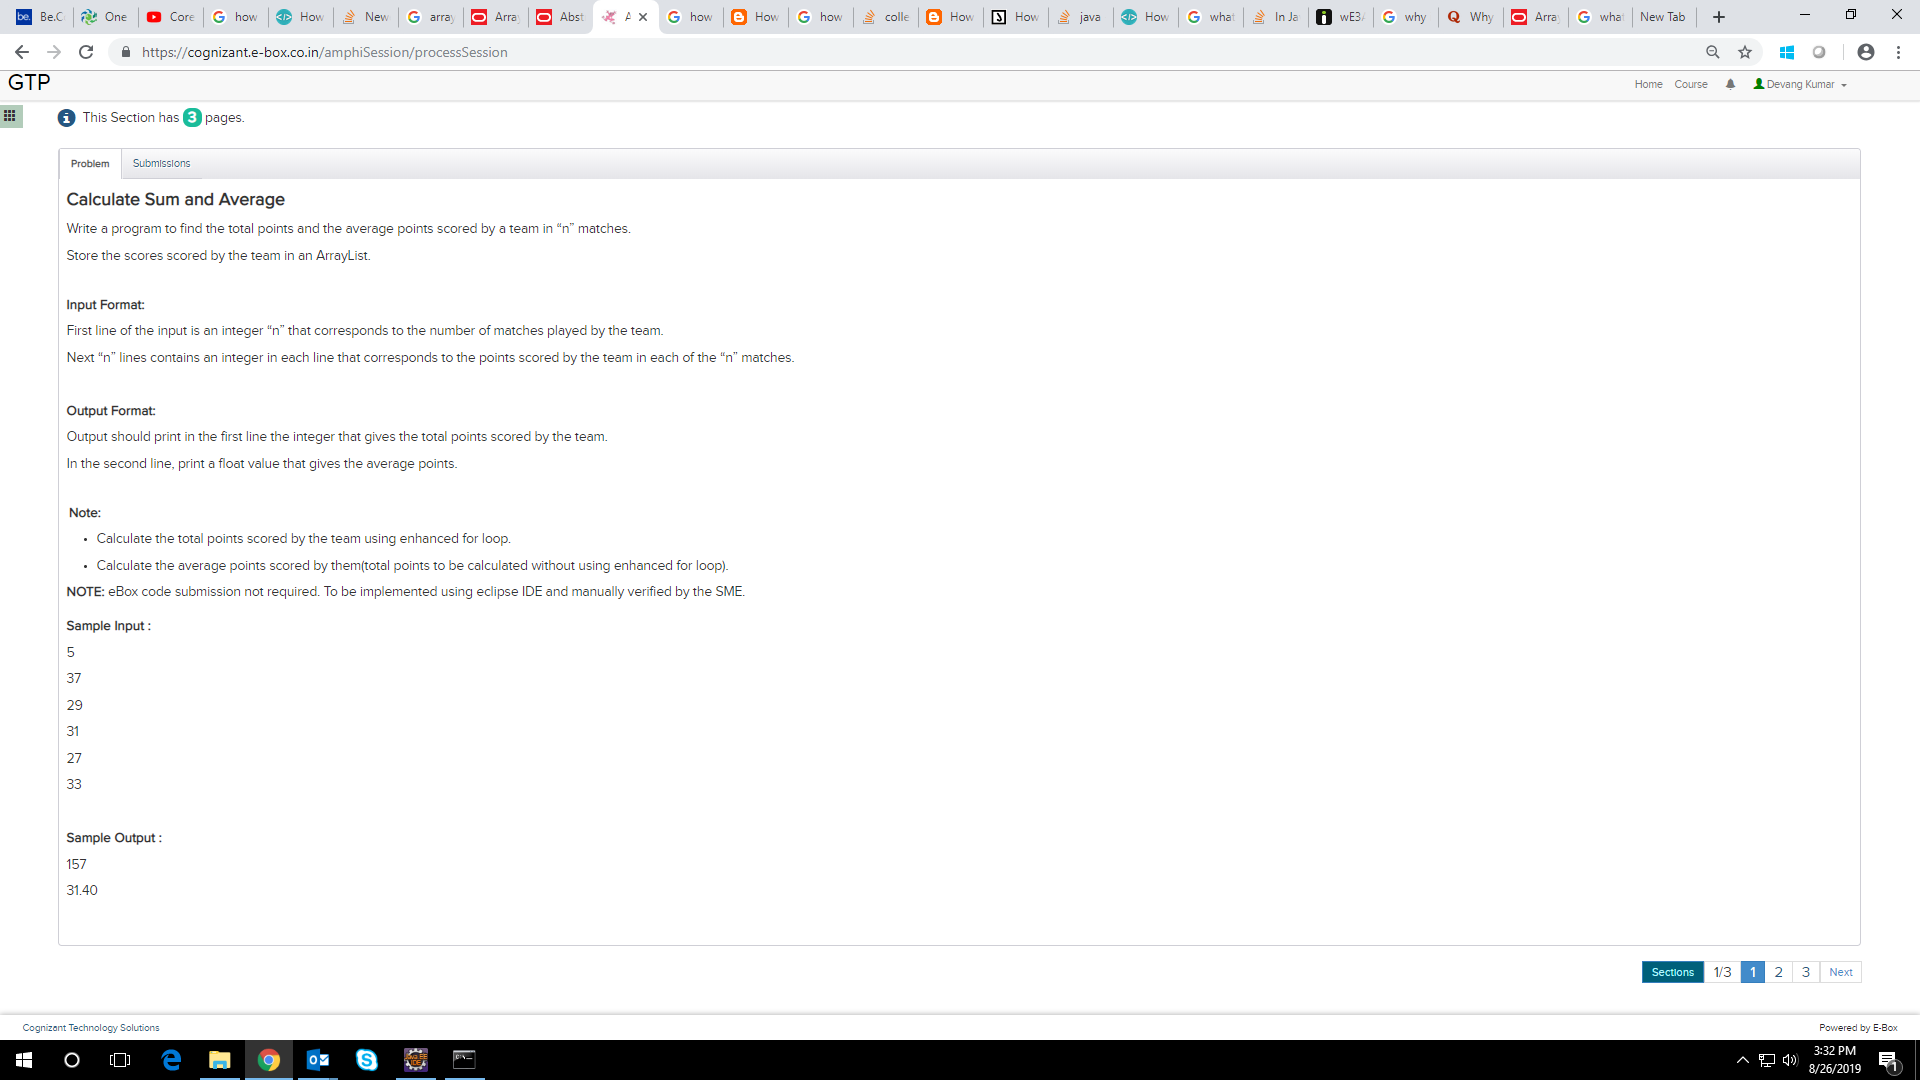 Be.C One Core how How New array Array Abst A how How how colle How How java How what In Ja wE3/ why Why Array what New Tab
https://cognizant.e-box.co.in/amphiSession/processSession
GTP
Home Course Devang Kumar
This Section has 3 pages.
Problem Submissions
Calculate Sum and Average
Write a program to find the total points and the average points scored by a team in “n” matches.
Store the scores scored by the team in an ArrayList.
Input Format:
First line of the input is an integer “n” that corresponds to the number of matches played by the team.
Next “n” lines contains an integer in each line that corresponds to the points scored by the team in each of the “n” matches.
Output Format:
Output should print in the first line the integer that gives the total points scored by the team.
In the second line, print a float value that gives the average points.
Note:
• Calculate the total points scored by the team using enhanced for loop.
• Calculate the average points scored by them(total points to be calculated without using enhanced for loop).
NOTE: eBox code submission not required. To be implemented using eclipse IDE and manually verified by the SME.
Sample Input :
5
37
29
31
27
33
Sample Output :
157
31.40
Sections 1/3 1 2 3 Next
Cognizant Technology Solutions Powered by E-Box
3:32 PM
8/26/2019
1